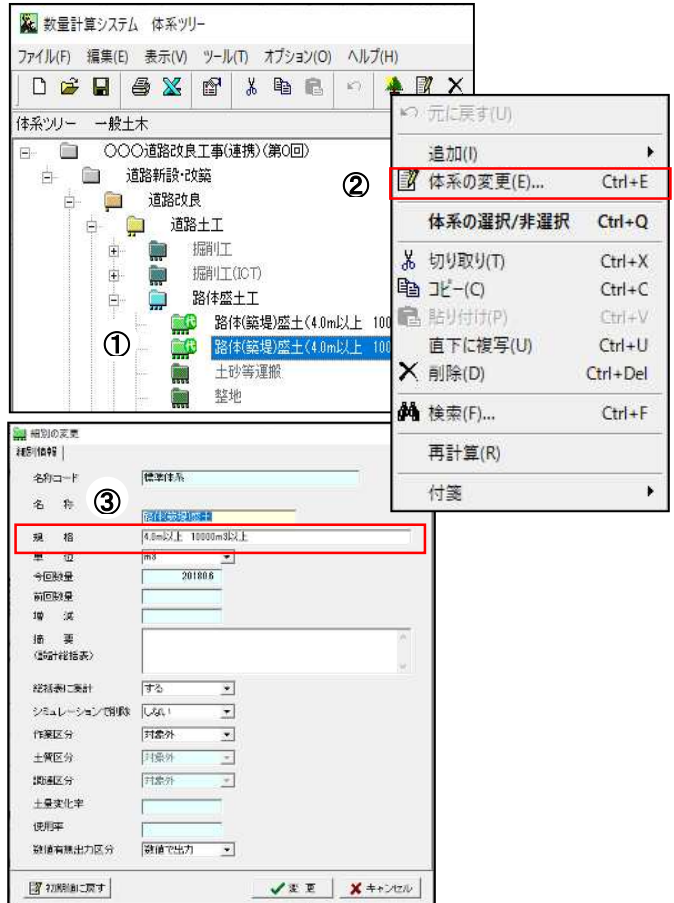 数量計算システム 体系ツリー
ファイル(F) 編集(E) 表示(V) ツール(T) オプション(O) ヘルプ(H)
体系ツリー 一般土木
〇〇〇道路改良工事(連携)(第0回)
道路新設・改築
道路改良
道路土工
掘削工
掘削工(ICT)
路体盛土工
路体(築堤)盛土(4.0m以上 100
① 路体(築堤)盛土(4.0m以上 100
土砂等運搬
整地
元に戻す(U)
追加(I)
② 体系の変更(E)... Ctrl+E
体系の選択/非選択 Ctrl+Q
切り取り(T) Ctrl+X
コピー(C) Ctrl+C
貼り付け(P) Ctrl+V
直下に複写(U) Ctrl+U
削除(D) Ctrl+Del
検索(F)... Ctrl+F
再計算(R)
付箋
細別の変更
細別情報
名称コード 標準体系
名 称 ③ 路体(築堤)盛土
規 格 4.0m以上 10000m3以上
単 位 m3
今回数量 20180.6
前回数量
増 減
摘 要
(設計総括表)
総括表に集計 する
シミュレーションで削除 しない
作業区分 対象外
土質区分 対象外
調達区分 対象外
土量変化率
使用率
数値有無出力区分 数値で出力
初期値に戻す 変 更 キャンセル